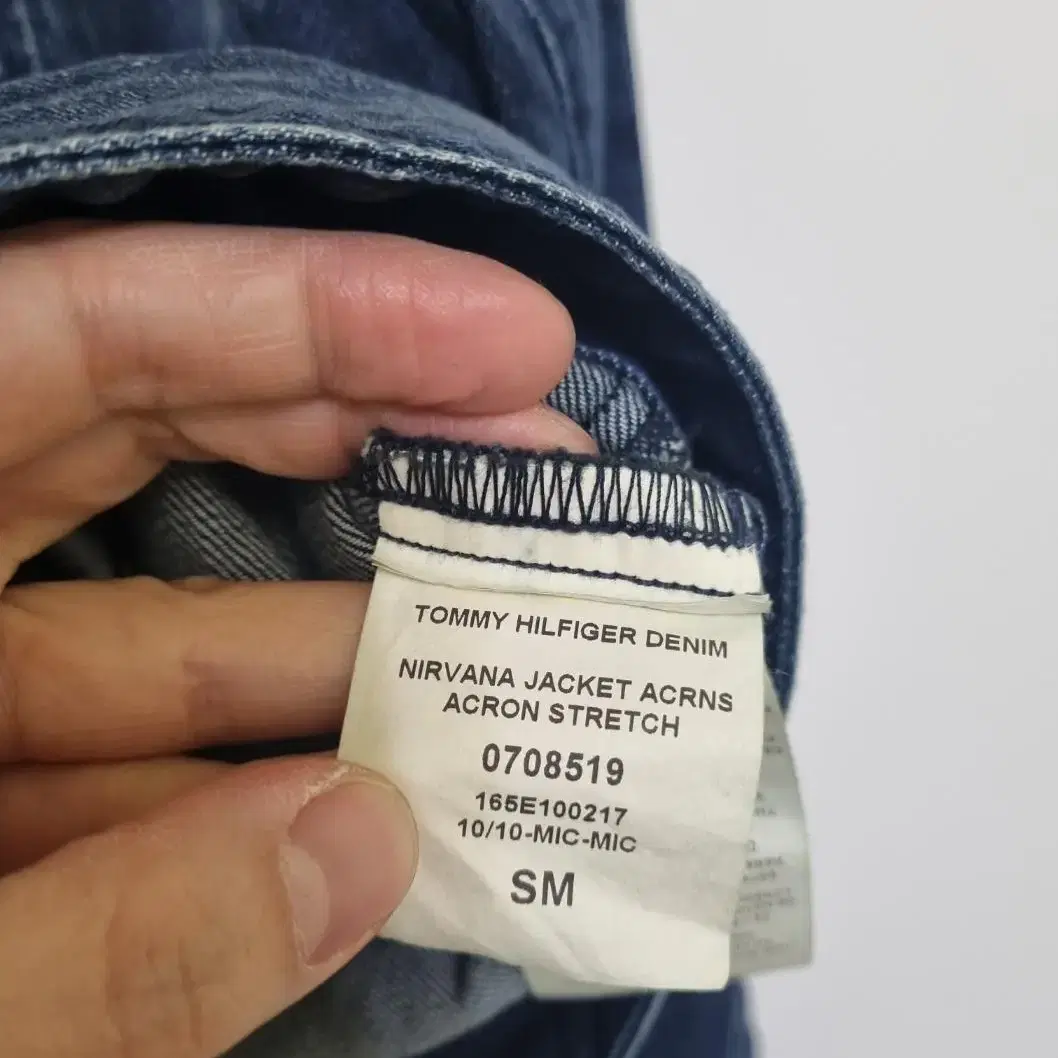 TOMMY HILFIGER DENIM
NIRVANA JACKET ACRNS
ACRON STRETCH
0708519
165E100217
10/10-MIC-MIC
SM